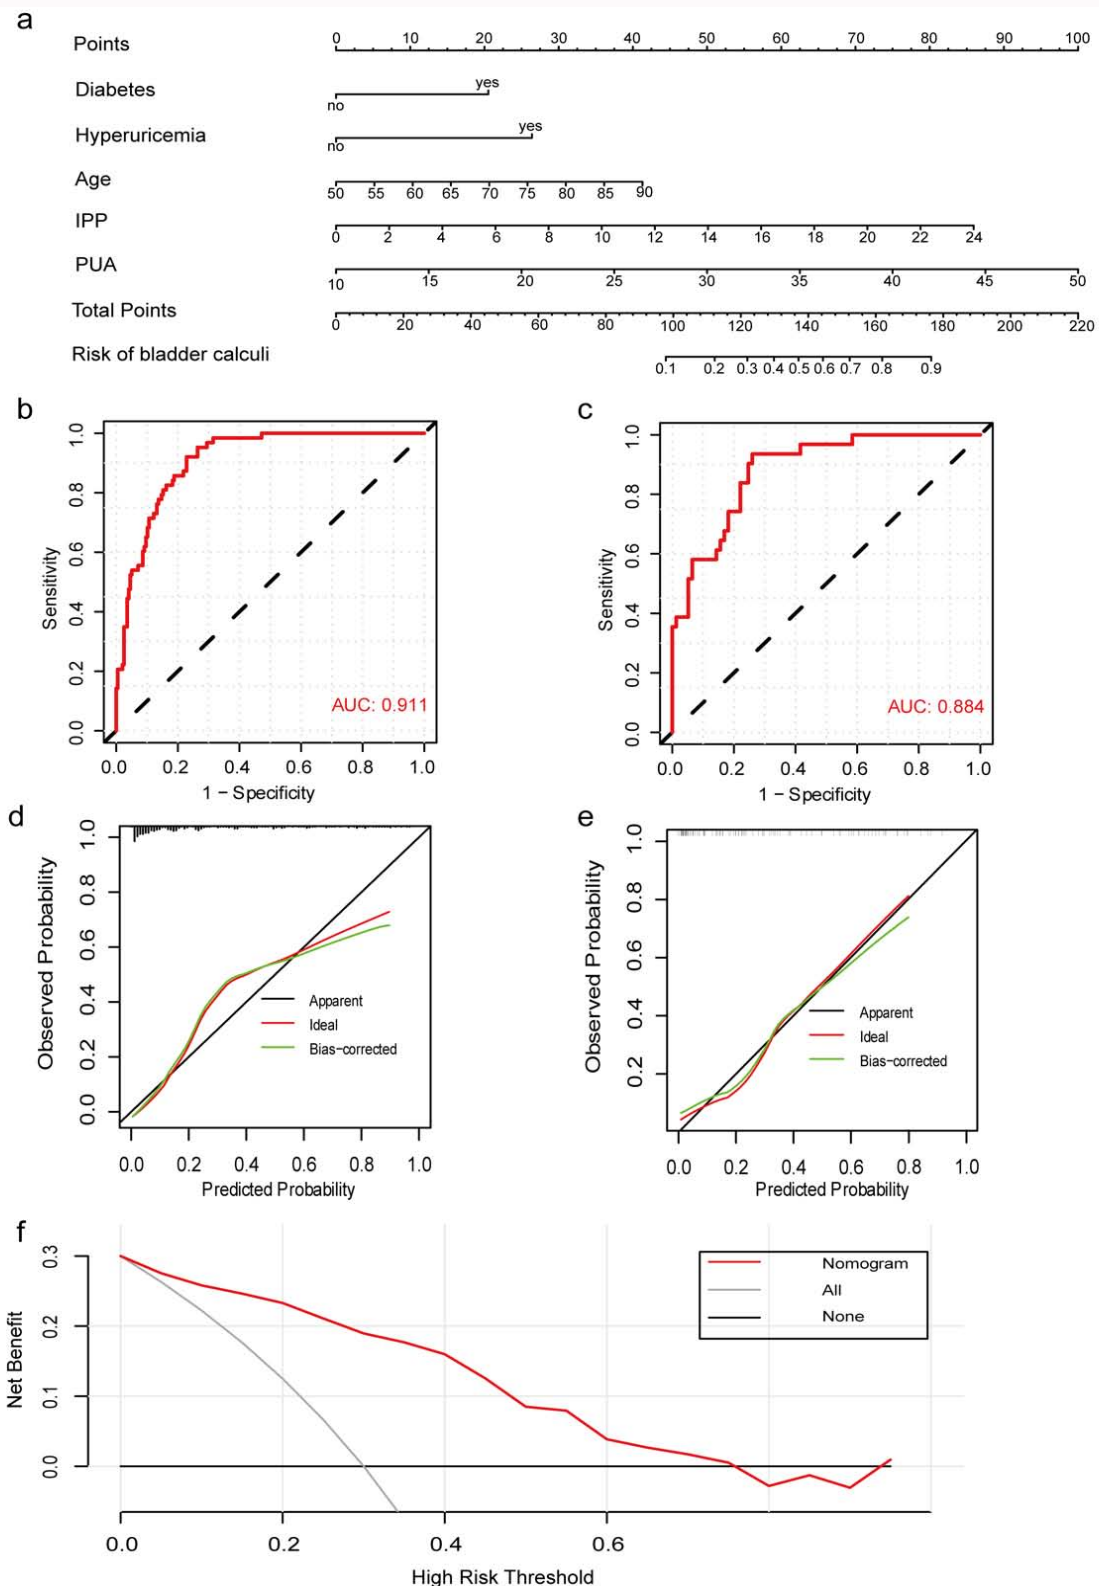 a
Points
0 10 20 30 40 50 60 70 80 90 100
Diabetes
yes
no
Hyperuricemia
yes
no
Age
50 55 60 65 70 75 80 85 90
IPP
0 2 4 6 8 10 12 14 16 18 20 22 24
PUA
10 15 20 25 30 35 40 45 50
Total Points
0 20 40 60 80 100 120 140 160 180 200 220
Risk of bladder calculi
0.1 0.2 0.3 0.4 0.5 0.6 0.7 0.8 0.9
b
Sensitivity
1.0
0.8
0.6
0.4
0.2
0.0
AUC: 0.911
0.0 0.2 0.4 0.6 0.8 1.0
1 − Specificity
c
Sensitivity
1.0
0.8
0.6
0.4
0.2
0.0
AUC: 0.884
0.0 0.2 0.4 0.6 0.8 1.0
1 − Specificity
d
Observed Probability
1.0
0.8
0.6
0.4
0.2
0.0
Apparent
Ideal
Bias−corrected
0.0 0.2 0.4 0.6 0.8 1.0
Predicted Probability
e
Observed Probability
1.0
0.8
0.6
0.4
0.2
Apparent
Ideal
Bias−corrected
0.0 0.2 0.4 0.6 0.8 1.0
Predicted Probability
f
Net Benefit
0.3
0.2
0.1
0.0
Nomogram
All
None
0.0 0.2 0.4 0.6
High Risk Threshold